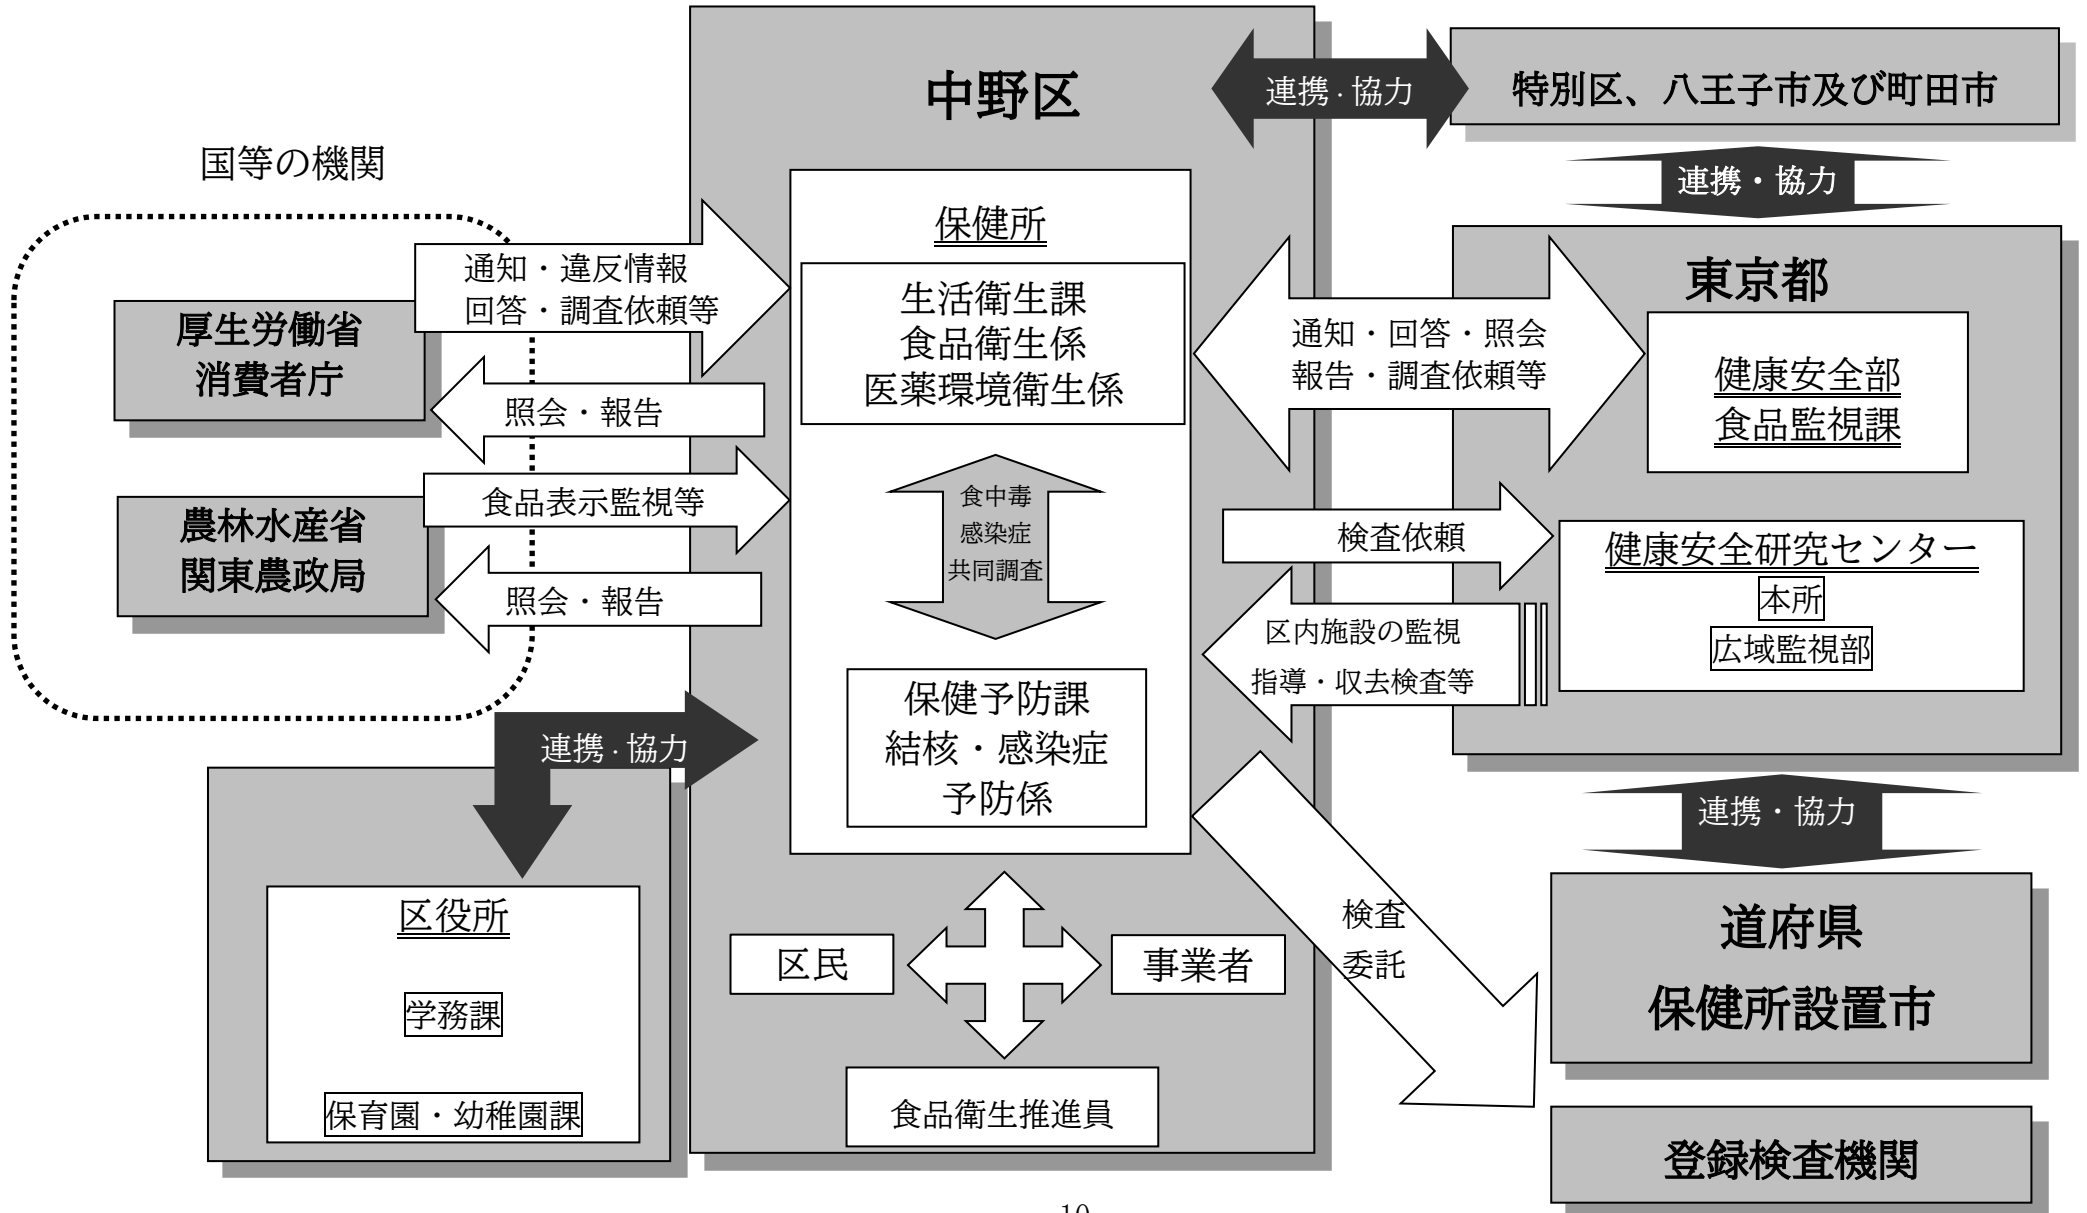 中野区
連携・協力
特別区、八王子市及び町田市
連携・協力
国等の機関
通知・違反情報
回答・調査依頼等
厚生労働省
消費者庁
照会・報告
食品表示監視等
農林水産省
関東農政局
照会・報告
保健所
生活衛生課
食品衛生係
医薬環境衛生係
食中毒
感染症
共同調査
保健予防課
結核・感染症
予防係
東京都
通知・回答・照会
報告・調査依頼等
健康安全部
食品監視課
検査依頼
健康安全研究センター
本所
広域監視部
区内施設の監視
指導・収去検査等
連携・協力
区役所
学務課
保育園・幼稚園課
区民
事業者
食品衛生推進員
検査
委託
連携・協力
道府県
保健所設置市
登録検査機関
10